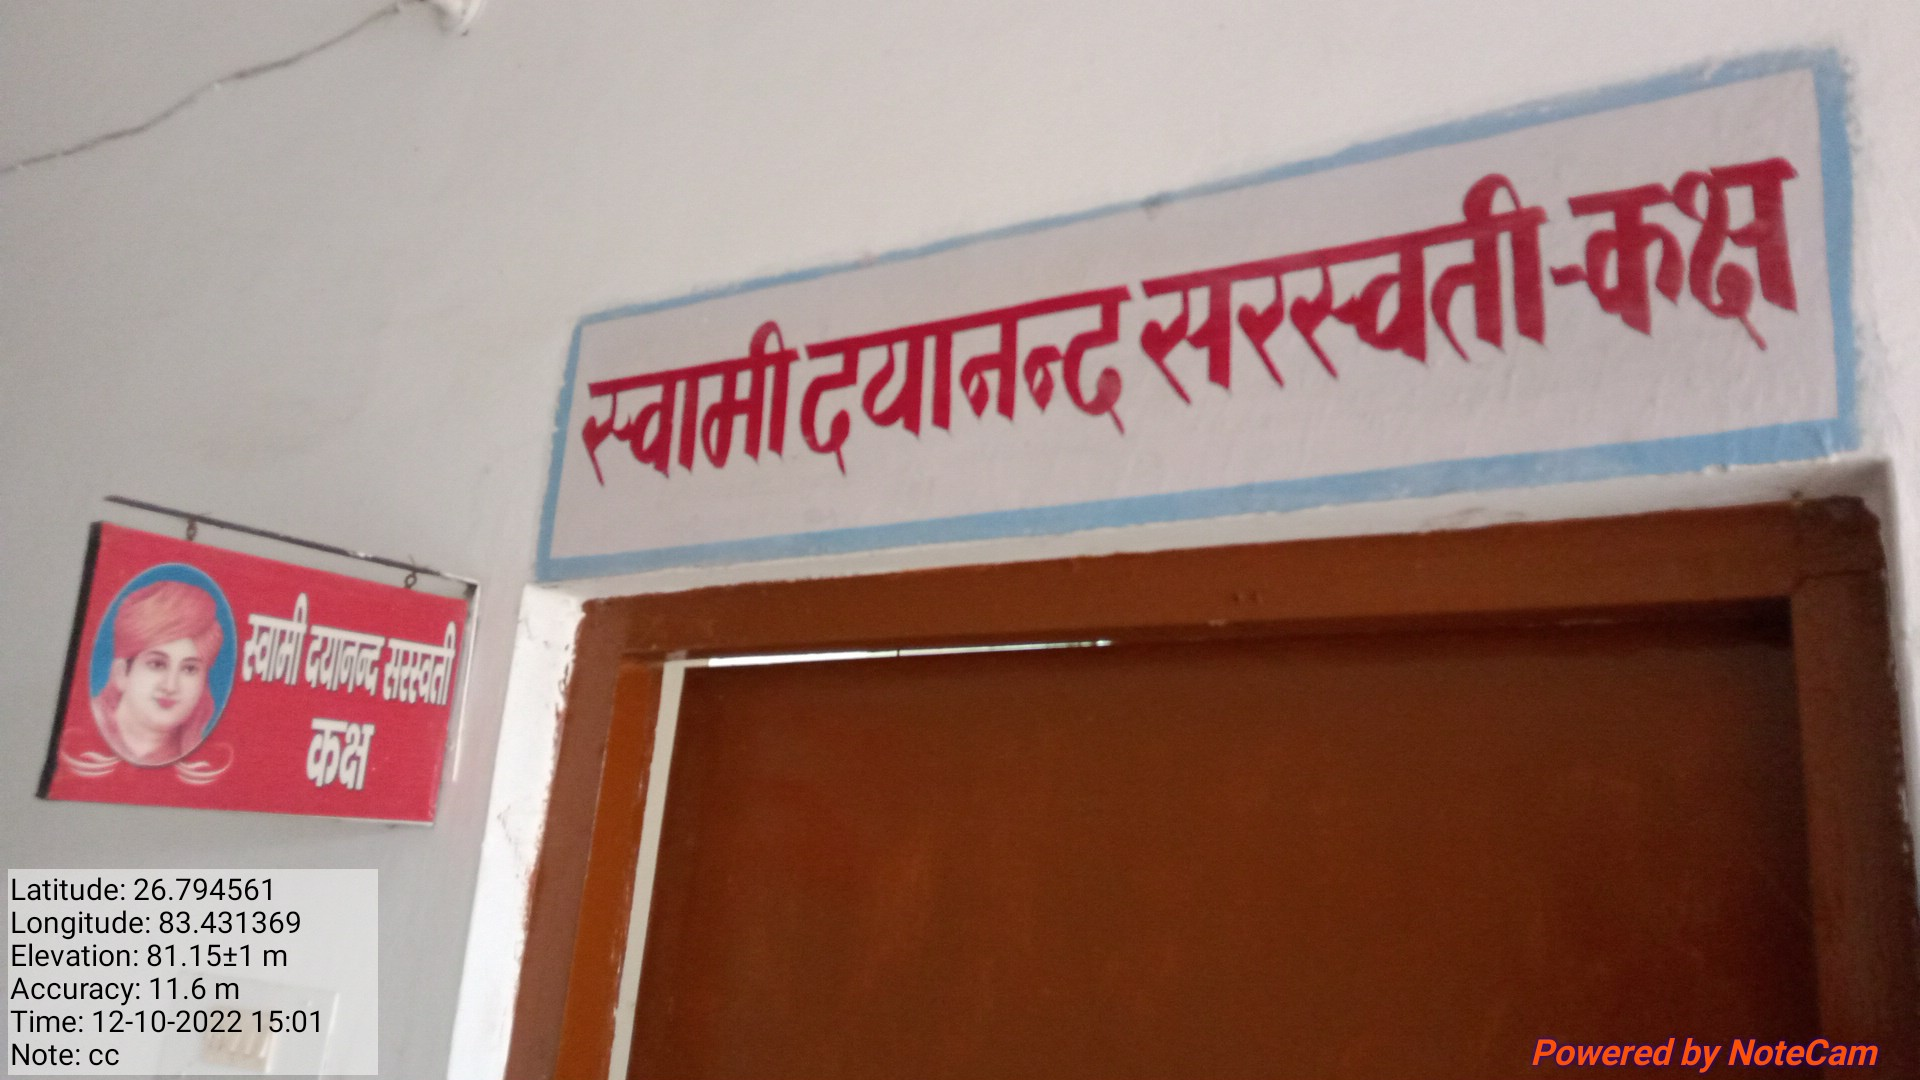 स्वामी दयानन्द सरस्वती-कक्ष
स्वामी दयानन्द सरस्वती
कक्ष
Latitude: 26.794561
Longitude: 83.431369
Elevation: 81.15±1 m
Accuracy: 11.6 m
Time: 12-10-2022 15:01
Note: cc
Powered by NoteCam